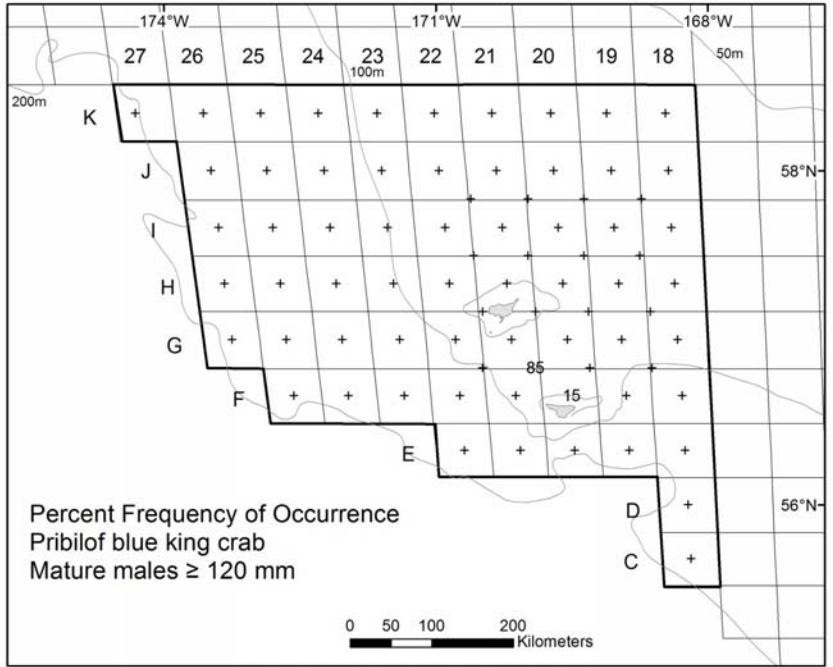 174°W 171°W 168°W
27 26 25 24 23 22 21 20 19 18
50m
100m
200m
K
J
58°N
I
H
G
85
F
15
E
D
56°N
C
Percent Frequency of Occurrence
Pribilof blue king crab
Mature males ≥ 120 mm
0 50 100 200
Kilometers